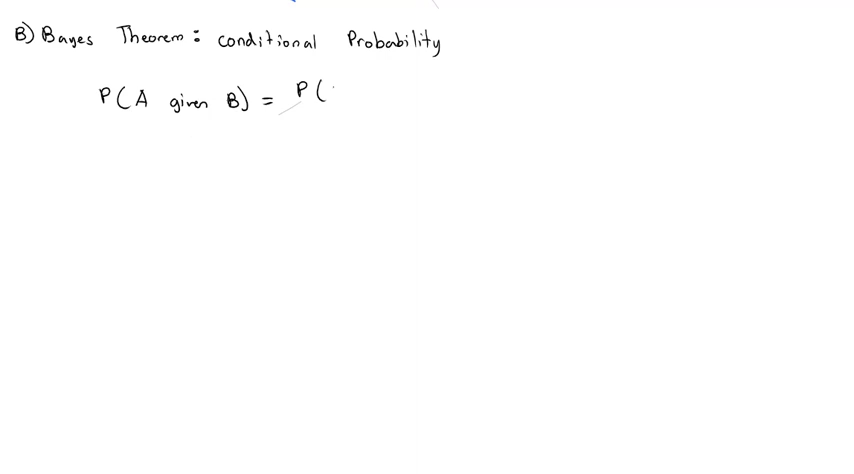 B) Bayes Theorem: conditional Probability
P(A given B) = P(